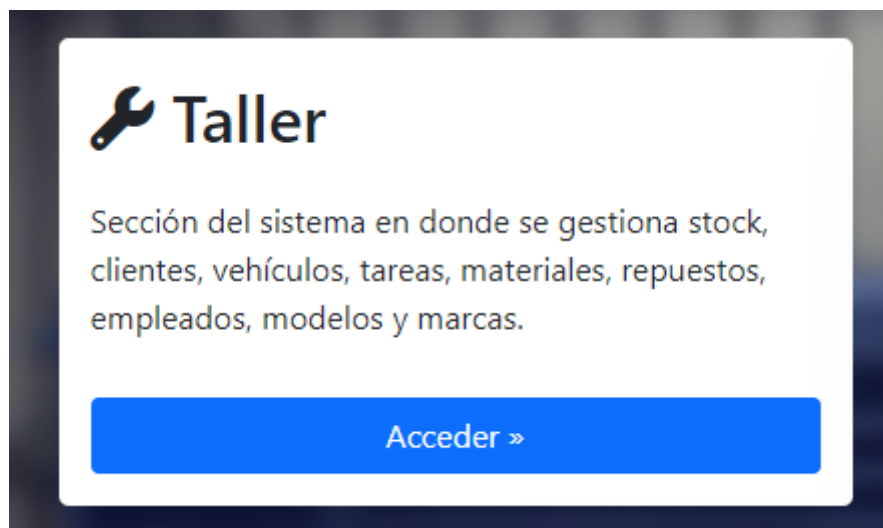 Taller
Sección del sistema en donde se gestiona stock,
clientes, vehículos, tareas, materiales, repuestos,
empleados, modelos y marcas.
Acceder »